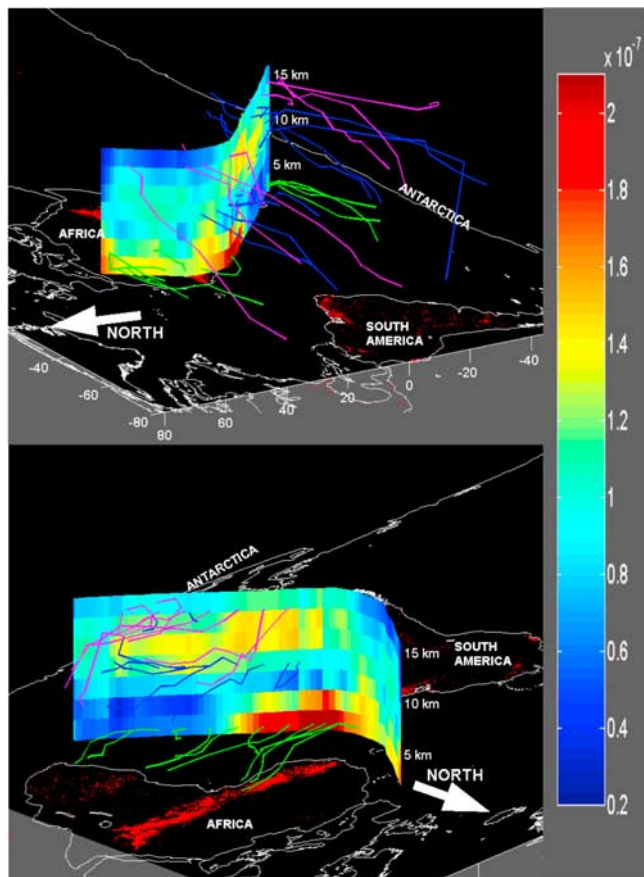 15 km
10 km
5 km
ANTARCTICA
AFRICA
NORTH
SOUTH
AMERICA
-40
-60
-80
80
60
40
20
0
-20
-40
ANTARCTICA
SOUTH
AMERICA
15 km
10 km
5 km
NORTH
AFRICA
x 10⁻⁷
2
1.8
1.6
1.4
1.2
1
0.8
0.6
0.4
0.2